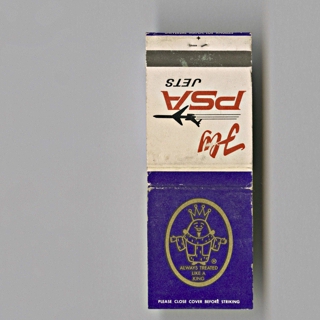 Fly
PSA
JETS
®
ALWAYS TREATED
LIKE A
KING
PLEASE CLOSE COVER BEFORE STRIKING